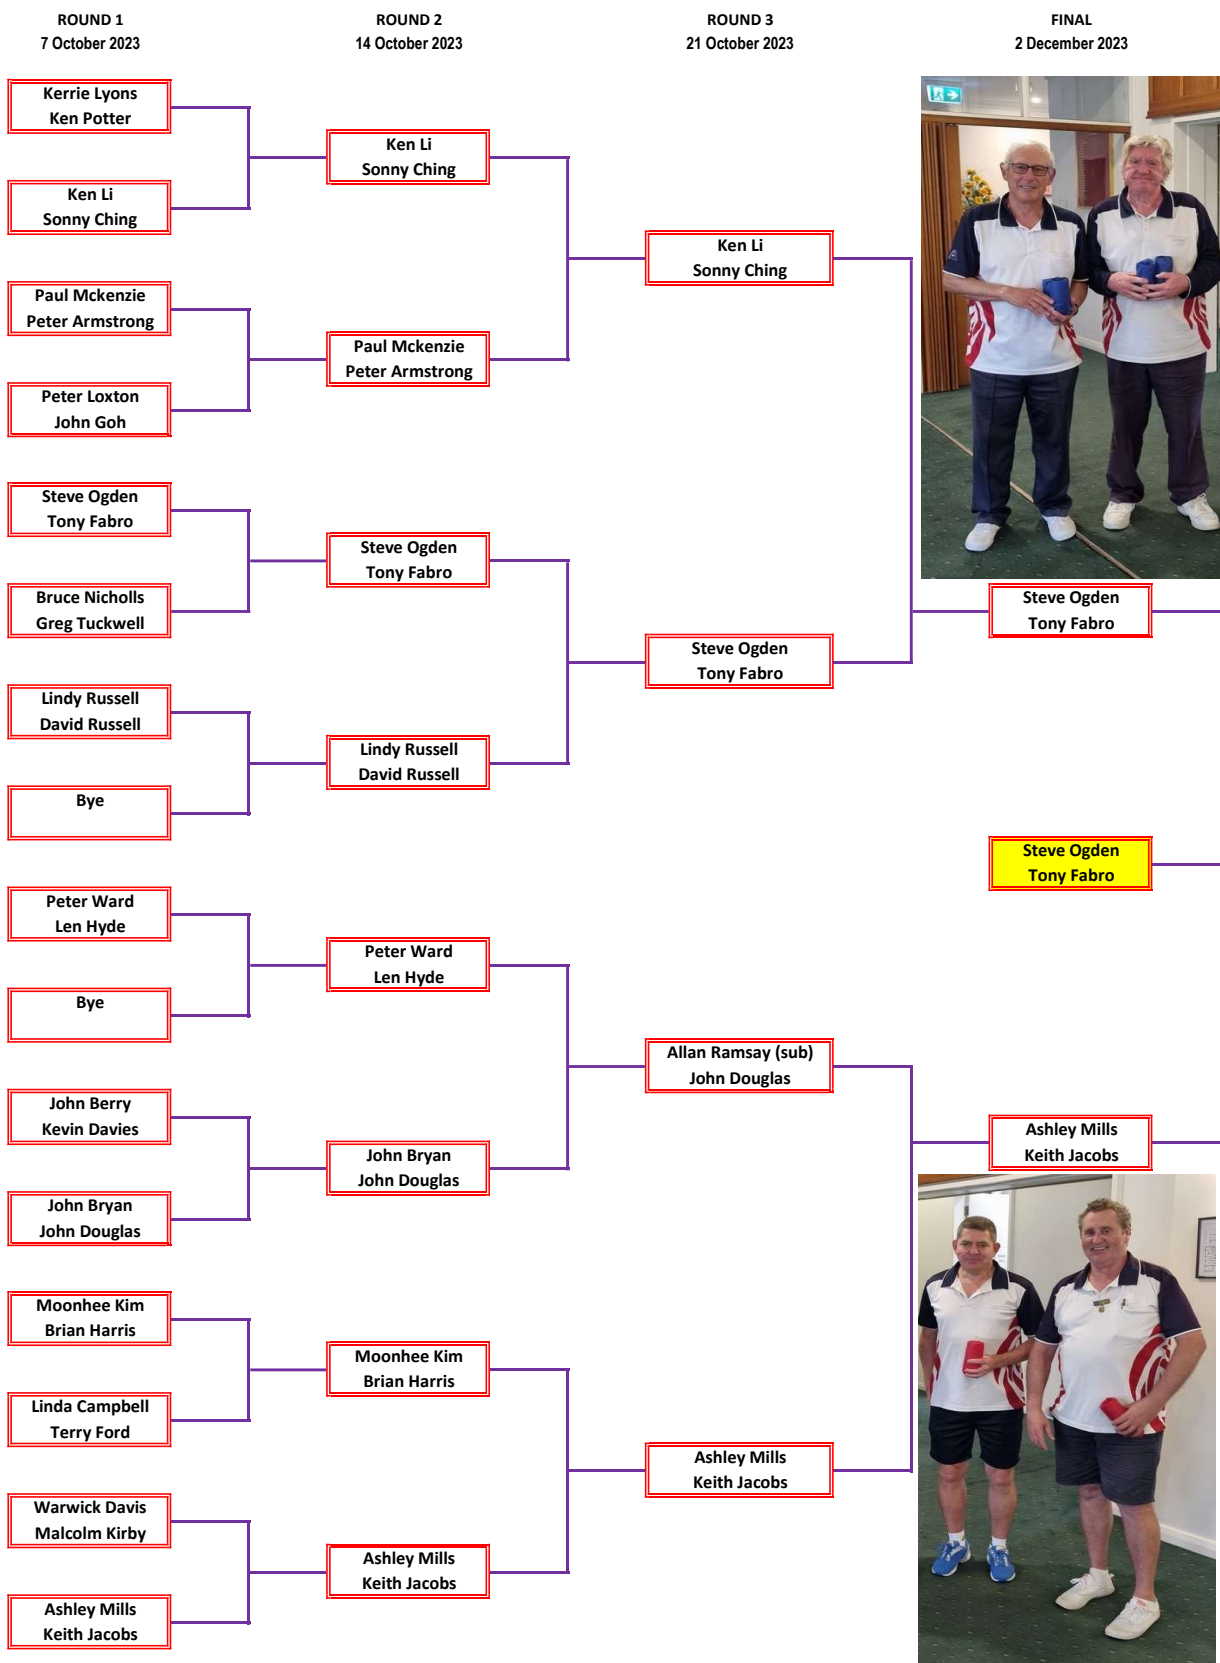 ROUND 1
7 October 2023
Kerrie Lyons
Ken Potter
Ken Li
Sonny Ching
Paul Mckenzie
Peter Armstrong
Peter Loxton
John Goh
Steve Ogden
Tony Fabro
Bruce Nicholls
Greg Tuckwell
Lindy Russell
David Russell
Bye
Peter Ward
Len Hyde
Bye
John Berry
Kevin Davies
John Bryan
John Douglas
Moonhee Kim
Brian Harris
Linda Campbell
Terry Ford
Warwick Davis
Malcolm Kirby
Ashley Mills
Keith Jacobs
ROUND 2
14 October 2023
Ken Li
Sonny Ching
Paul Mckenzie
Peter Armstrong
Steve Ogden
Tony Fabro
Lindy Russell
David Russell
Peter Ward
Len Hyde
John Bryan
John Douglas
Moonhee Kim
Brian Harris
Ashley Mills
Keith Jacobs
ROUND 3
21 October 2023
Ken Li
Sonny Ching
Steve Ogden
Tony Fabro
Allan Ramsay (sub)
John Douglas
Ashley Mills
Keith Jacobs
FINAL
2 December 2023
Steve Ogden
Tony Fabro
Steve Ogden
Tony Fabro
Ashley Mills
Keith Jacobs